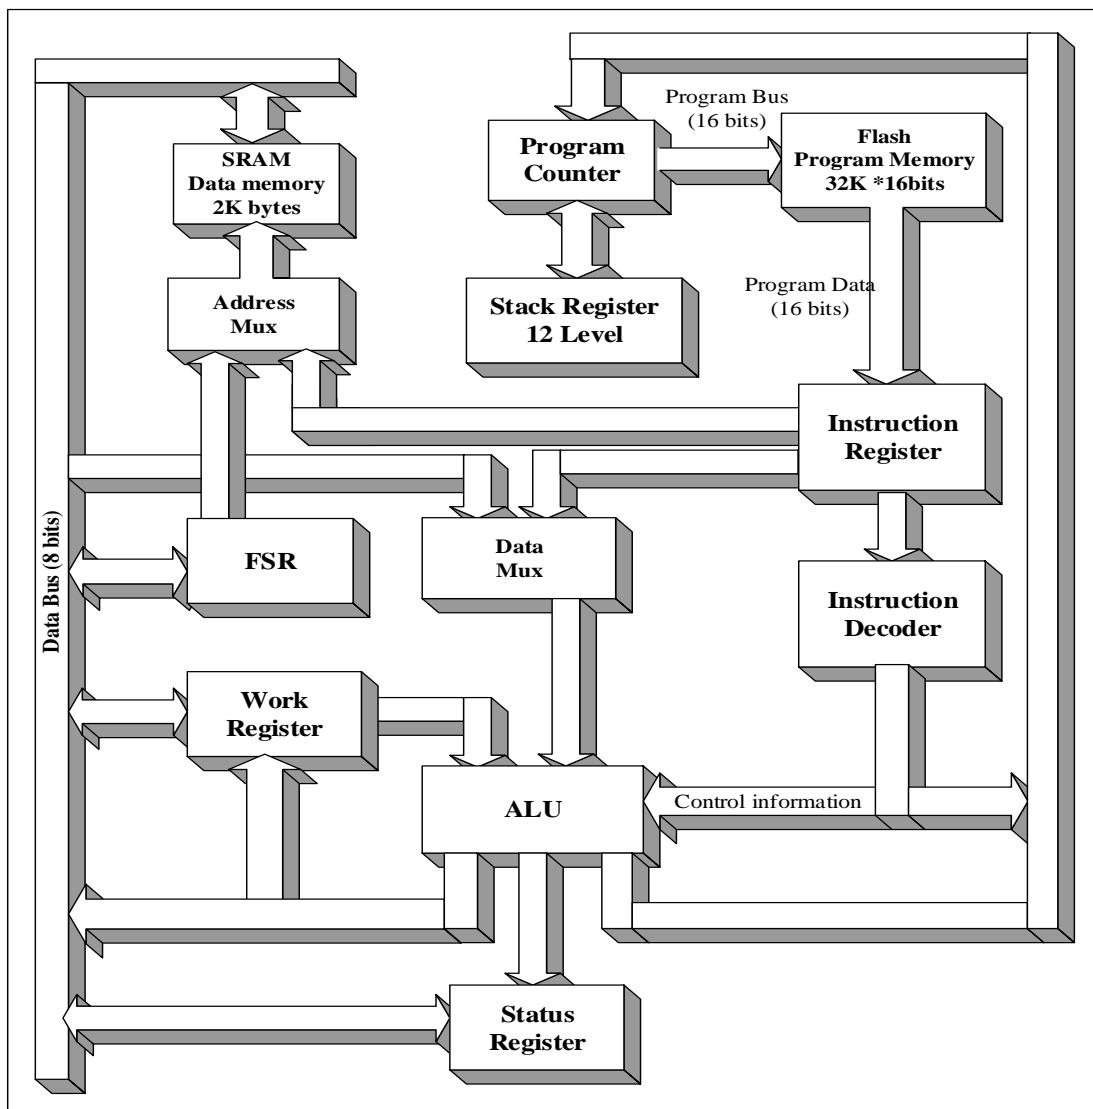 Program Bus
(16 bits)
SRAM
Data memory
2K bytes
Program
Counter
Flash
Program Memory
32K *16bits
Address
Mux
Stack Register
12 Level
Program Data
(16 bits)
Instruction
Register
Data Bus (8 bits)
FSR
Data
Mux
Instruction
Decoder
Work
Register
ALU
Control information
Status
Register